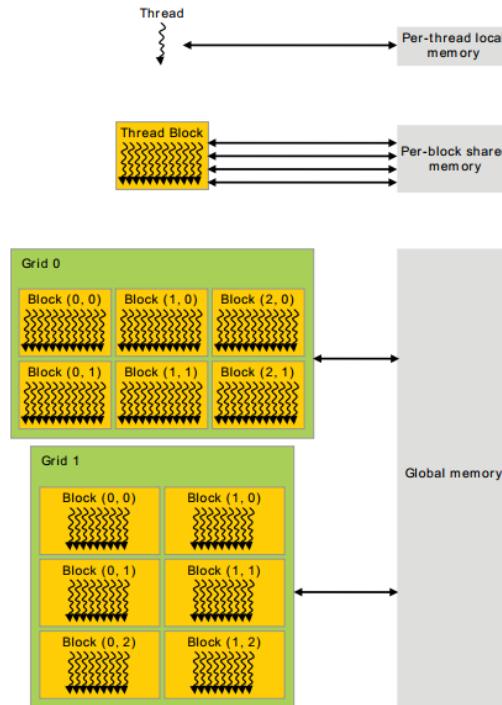 Thread
Per-thread local
memory
Thread Block
Per-block share
memory
Grid 0
Block (0, 0) Block (1, 0) Block (2, 0)
Block (0, 1) Block (1, 1) Block (2, 1)
Grid 1
Block (0, 0) Block (1, 0)
Global memory
Block (0, 1) Block (1, 1)
Block (0, 2) Block (1, 2)